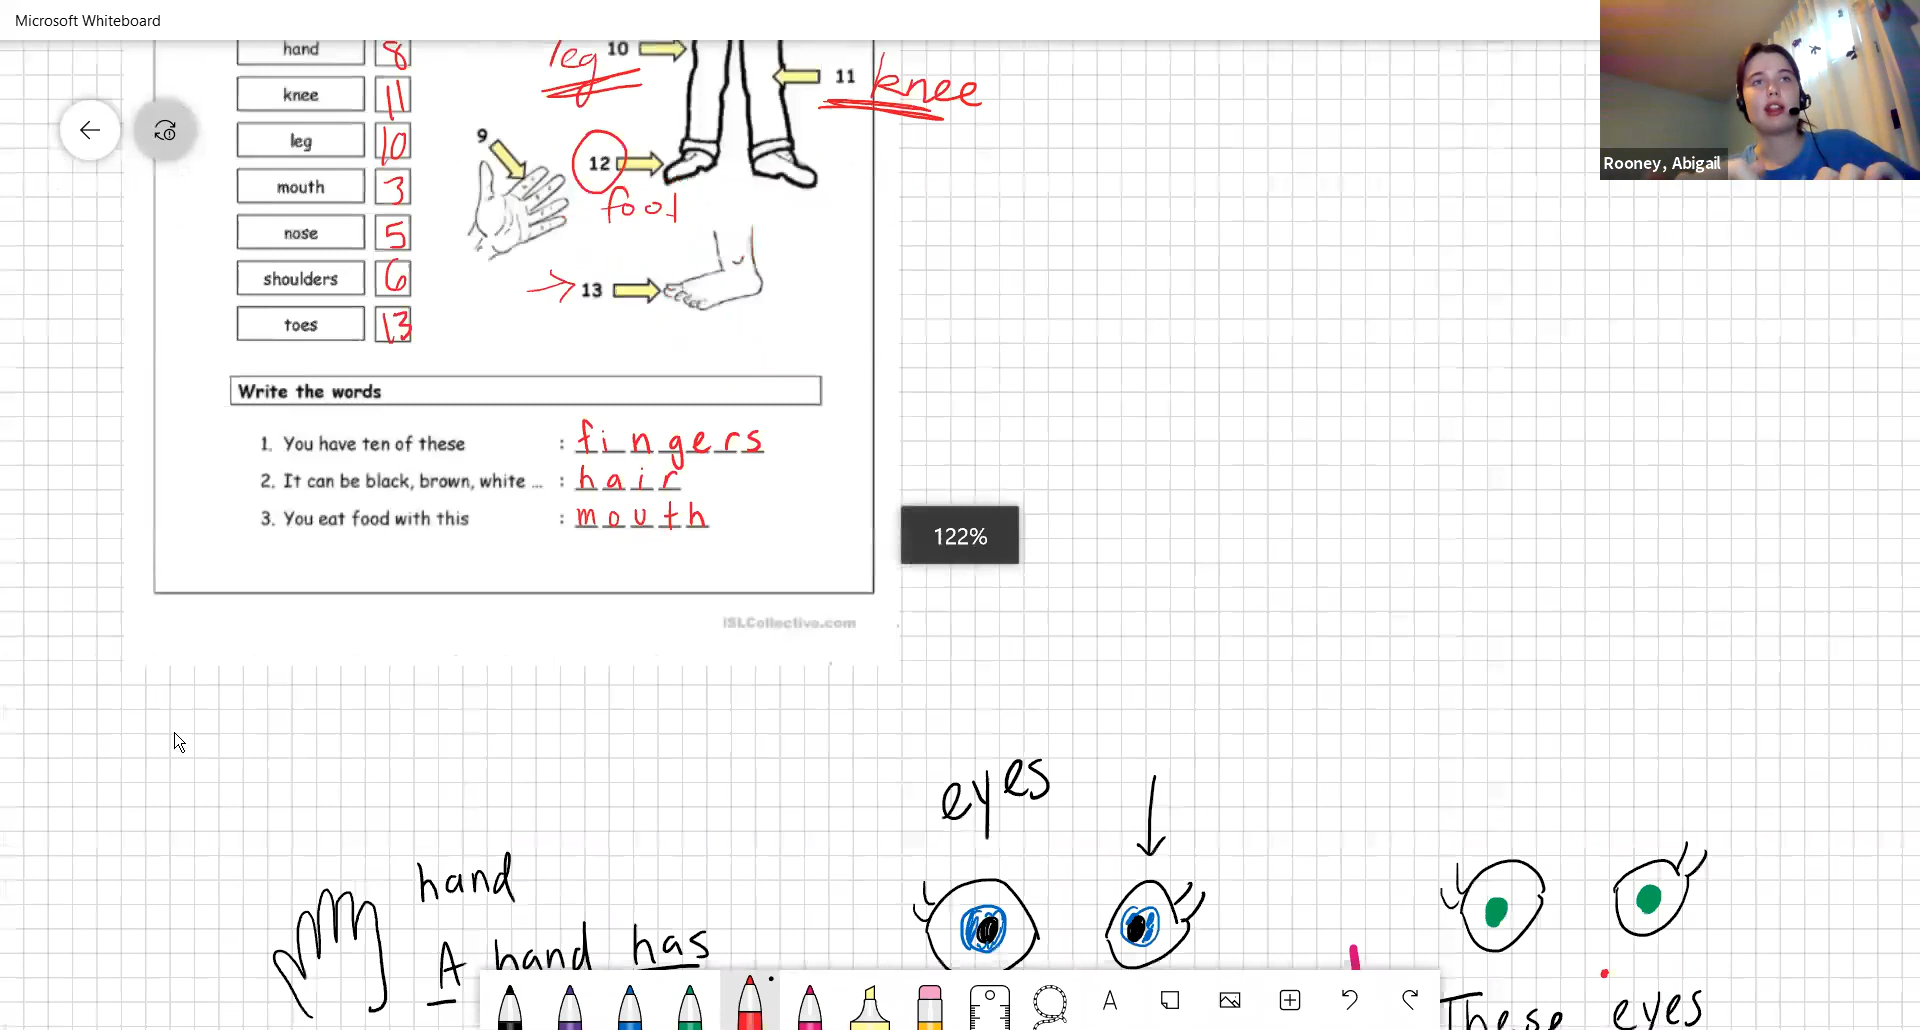 Microsoft Whiteboard
Rooney, Abigail
hand 8
knee 11
leg 10
mouth 3
nose 5
shoulders 6
toes 13
leg 10
11 knee
9
12
foot
13
Write the words
1. You have ten of these : fingers
2. It can be black, brown, white ... : hair
3. You eat food with this : mouth
122%
iSLCollective.com
eyes
hand
A hand has
These eyes
A